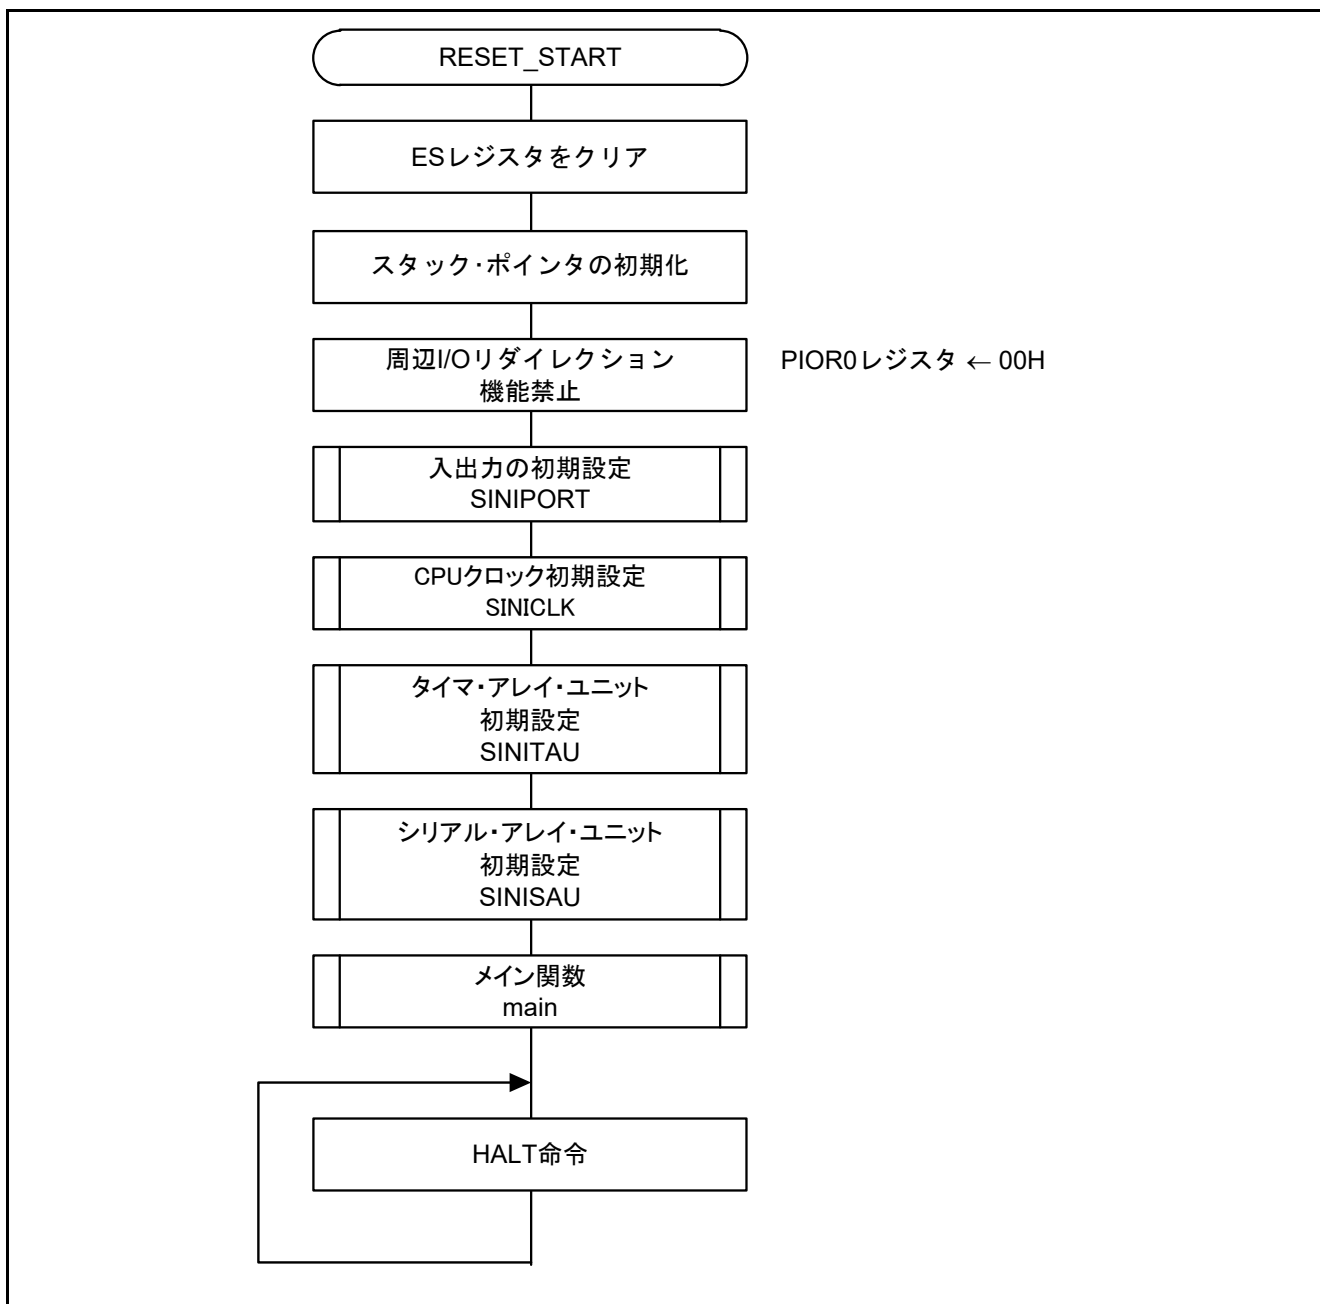 RESET_START
ESレジスタをクリア
スタック・ポインタの初期化
周辺I/Oリダイレクション
機能禁止
PIOR0レジスタ ← 00H
入出力の初期設定
SINIPORT
CPUクロック初期設定
SINICLK
タイマ・アレイ・ユニット
初期設定
SINITAU
シリアル・アレイ・ユニット
初期設定
SINISAU
メイン関数
main
HALT命令